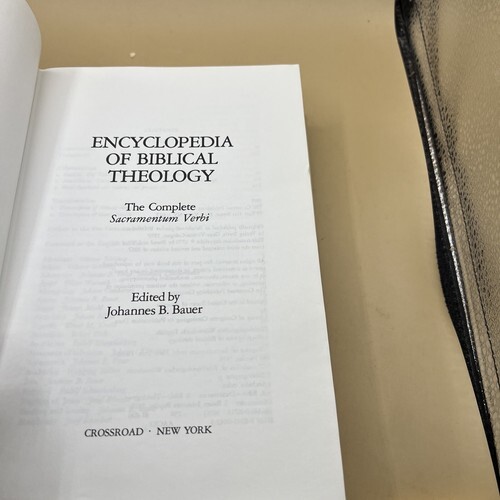 ENCYCLOPEDIA
OF BIBLICAL
THEOLOGY
The Complete
Sacramentum Verbi
Edited by
Johannes B. Bauer
CROSSROAD · NEW YORK